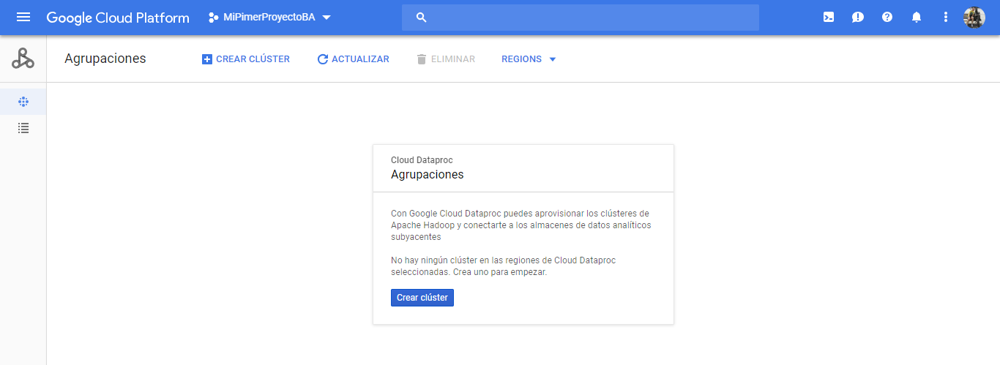 Google Cloud Platform
MiPimerProyectoBA
Agrupaciones
CREAR CLÚSTER
ACTUALIZAR
ELIMINAR
REGIONS
Cloud Dataproc
Agrupaciones
Con Google Cloud Dataproc puedes aprovisionar los clústeres de
Apache Hadoop y conectarte a los almacenes de datos analíticos
subyacentes
No hay ningún clúster en las regiones de Cloud Dataproc
seleccionadas. Crea uno para empezar.
Crear clúster